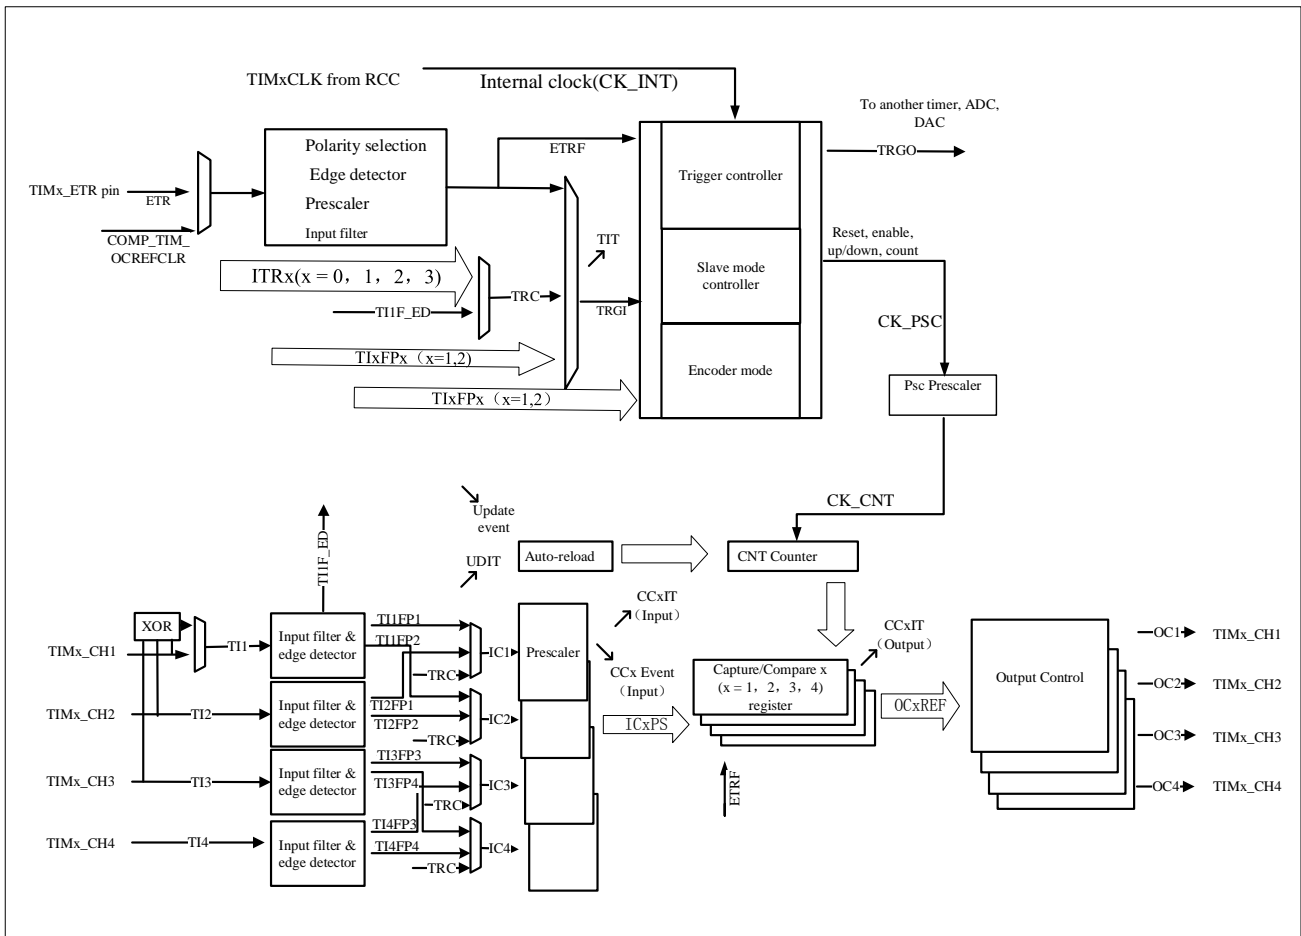 TIMxCLK from RCC
Internal clock(CK_INT)
To another timer, ADC,
DAC
TRGO
Polarity selection
Edge detector
Prescaler
Input filter
ETRF
TIMx_ETR pin
ETR
COMP_TIM_
OCREFCLR
Trigger controller
Slave mode
controller
Encoder mode
Reset, enable,
up/down, count
TIT
ITRx(x = 0，1，2，3)
TRC
TRGI
TI1F_ED
CK_PSC
TIxFPx（x=1,2)
TIxFPx（x=1,2）
Psc Prescaler
CK_CNT
Update
event
UDIT
Auto-reload
CNT Counter
TI1F_ED
CCxIT
（Input）
CCxIT
（Output）
XOR
TIMx_CH1
TI1
Input filter &
edge detector
TI1FP1
TI1FP2
TRC
IC1
Prescaler
CCx Event
（Input）
Capture/Compare x
(x = 1，2，3，4)
register
Output Control
OC1
TIMx_CH1
OC2
TIMx_CH2
OC3
TIMx_CH3
OC4
TIMx_CH4
ICxPS
OCxREF
ETRF
TIMx_CH2
TI2
Input filter &
edge detector
TI2FP1
TI2FP2
TRC
IC2
TIMx_CH3
TI3
Input filter &
edge detector
TI3FP3
TI3FP4
TRC
IC3
TIMx_CH4
TI4
Input filter &
edge detector
TI4FP3
TI4FP4
TRC
IC4